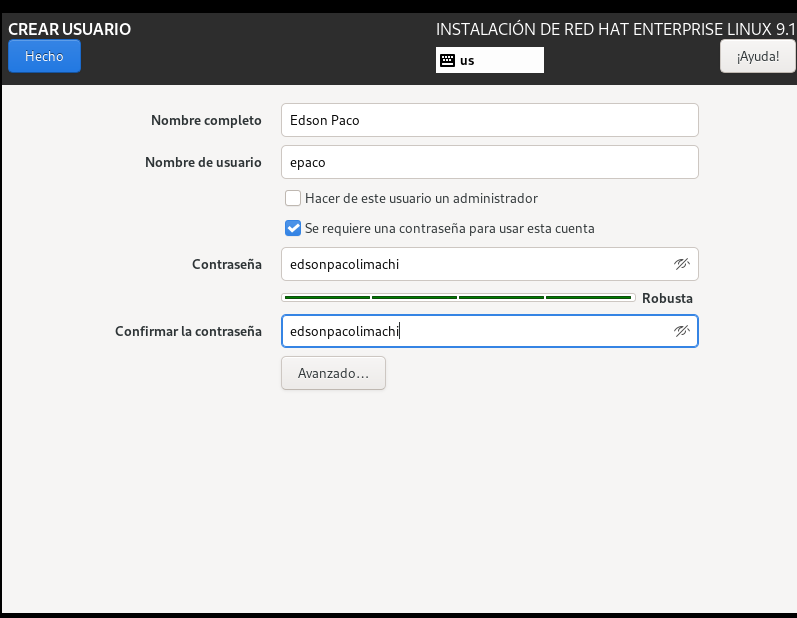 CREAR USUARIO
INSTALACIÓN DE RED HAT ENTERPRISE LINUX 9.1
Hecho
us
¡Ayuda!
Nombre completo
Edson Paco
Nombre de usuario
epaco
Hacer de este usuario un administrador
Se requiere una contraseña para usar esta cuenta
Contraseña
edsonpacolimachi
Robusta
Confirmar la contraseña
edsonpacolimachi
Avanzado...